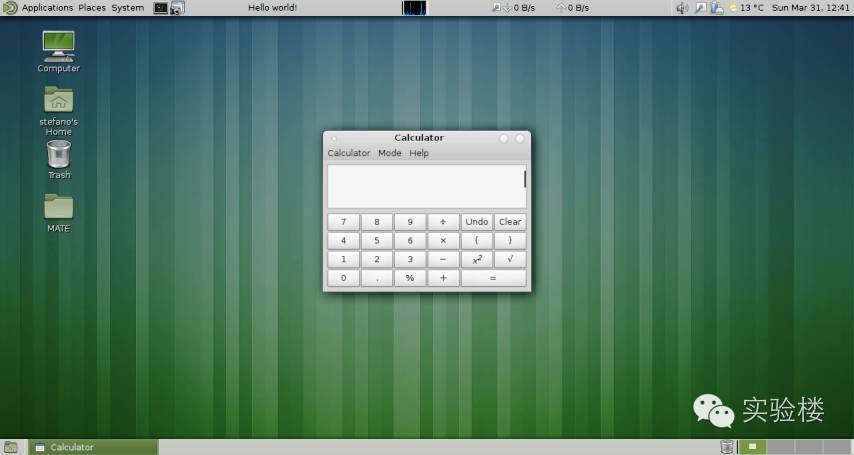 Applications Places System Hello world! 0 B/s 0 B/s 13 °C Sun Mar 31, 12:41
Computer
stefano's
Home
Trash
MATE
Calculator
Calculator Mode Help
7 8 9 ÷ Undo Clear
4 5 6 × ( )
1 2 3 − x² √
0 . % + =
实验楼
Calculator